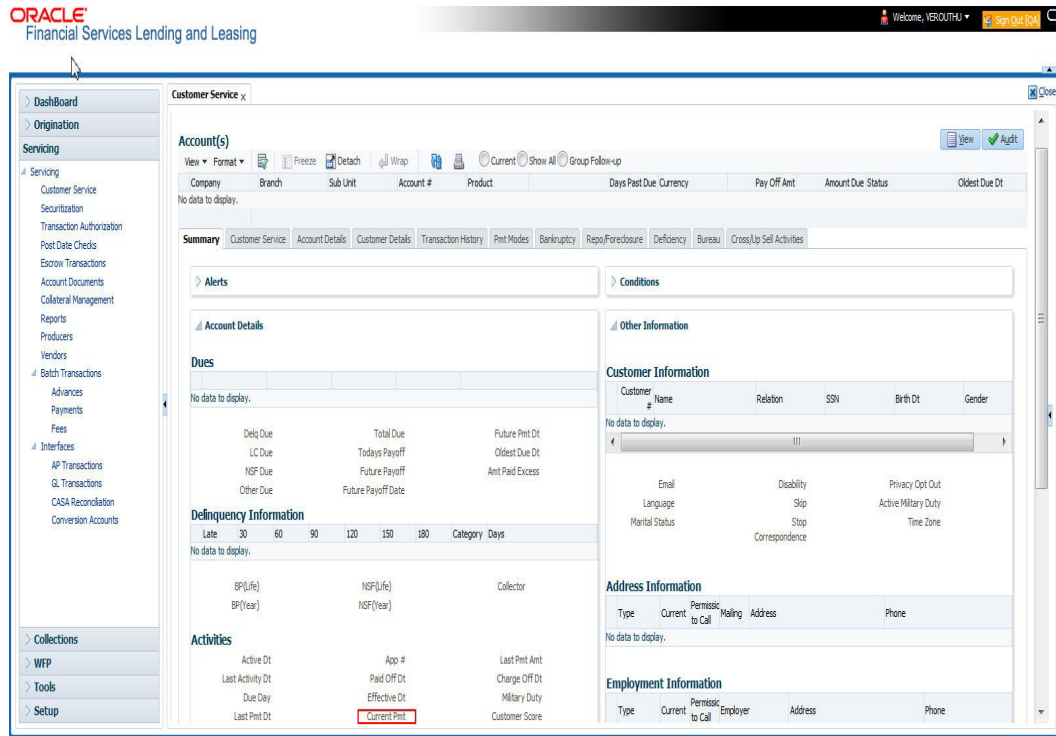 ORACLE
Financial Services Lending and Leasing
Welcome, VEROUTHU
Sign Out [QA]
DashBoard
Origination
Servicing
Servicing
Customer Service
Securitization
Transaction Authorization
Post Date Checks
Escrow Transactions
Account Documents
Collateral Management
Reports
Producers
Vendors
Batch Transactions
Advances
Payments
Fees
Interfaces
AP Transactions
GL Transactions
CASA Reconciliation
Conversion Accounts
Collections
WFP
Tools
Setup
Customer Service X
Close
Account(s)
View Audit
View Format Freeze Detach Wrap Current Show All Group Follow-up
Company Branch Sub Unit Account # Product Days Past Due Currency Pay Off Amt Amount Due Status Oldest Due Dt
No data to display.
Summary Customer Service Account Details Customer Details Transaction History Pmt Modes Bankruptcy Repo/Foreclosure Deficiency Bureau Cross/Up Sell Activities
Alerts
Account Details
Dues
No data to display.
Delq Due Total Due Future Pmt Dt
LC Due Todays Payoff Oldest Due Dt
NSF Due Future Payoff Amt Paid Excess
Other Due Future Payoff Date
Delinquency Information
Late 30 60 90 120 150 180 Category Days
No data to display.
BP(Life) NSF(Life) Collector
BP(Year) NSF(Year)
Activities
Active Dt App # Last Pmt Amt
Last Activity Dt Paid Off Dt Charge Off Dt
Due Day Effective Dt Military Duty
Last Pmt Dt Current Pmt Customer Score
Conditions
Other Information
Customer Information
Customer # Name Relation SSN Birth Dt Gender
No data to display.
Email Disability Privacy Opt Out
Language Skip Active Military Duty
Marital Status Stop Correspondence Time Zone
Address Information
Type Current Permissic to Call Mailing Address Phone
No data to display.
Employment Information
Type Current Permissic to Call Employer Address Phone